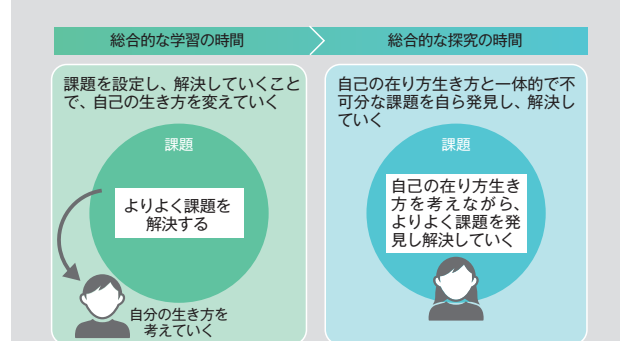 総合的な学習の時間
総合的な探究の時間
課題を設定し、解決していくこと
で、自己の生き方を変えていく
課題
よりよく課題を
解決する
自分の生き方を
考えていく
自己の在り方生き方と一体的で不
可分な課題を自ら発見し、解決し
ていく
課題
自己の在り方生き
方を考えながら、
よりよく課題を発
見し解決していく